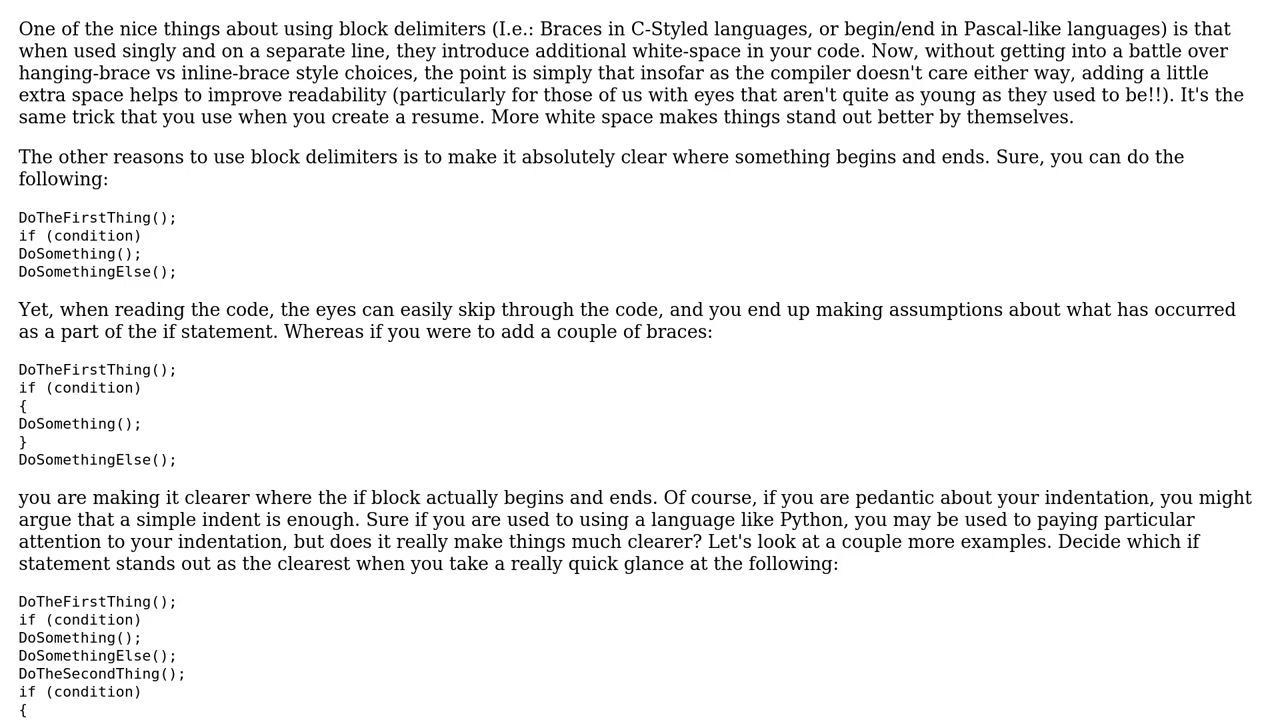 One of the nice things about using block delimiters (I.e.: Braces in C-Styled languages, or begin/end in Pascal-like languages) is that
when used singly and on a separate line, they introduce additional white-space in your code. Now, without getting into a battle over
hanging-brace vs inline-brace style choices, the point is simply that insofar as the compiler doesn't care either way, adding a little
extra space helps to improve readability (particularly for those of us with eyes that aren't quite as young as they used to be!!). It's the
same trick that you use when you create a resume. More white space makes things stand out better by themselves.
The other reasons to use block delimiters is to make it absolutely clear where something begins and ends. Sure, you can do the
following:
DoTheFirstThing();
if (condition)
DoSomething();
DoSomethingElse();
Yet, when reading the code, the eyes can easily skip through the code, and you end up making assumptions about what has occurred
as a part of the if statement. Whereas if you were to add a couple of braces:
DoTheFirstThing();
if (condition)
{
DoSomething();
}
DoSomethingElse();
you are making it clearer where the if block actually begins and ends. Of course, if you are pedantic about your indentation, you might
argue that a simple indent is enough. Sure if you are used to using a language like Python, you may be used to paying particular
attention to your indentation, but does it really make things much clearer? Let's look at a couple more examples. Decide which if
statement stands out as the clearest when you take a really quick glance at the following:
DoTheFirstThing();
if (condition)
DoSomething();
DoSomethingElse();
DoTheSecondThing();
if (condition)
{